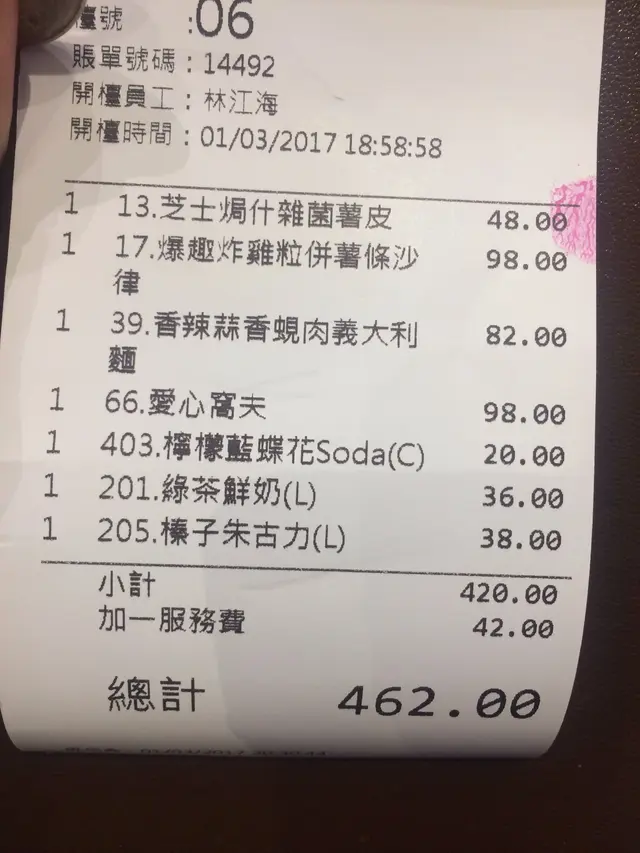 檯號 :06
賬單號碼 : 14492
開檯員工 : 林江海
開檯時間 : 01/03/2017 18:58:58
1 13.芝士焗什雜菌薯皮 48.00
1 17.爆趣炸雞粒併薯條沙 98.00
律
1 39.香辣蒜香蜆肉義大利 82.00
麵
1 66.愛心窩夫 98.00
1 403.檸檬藍蝶花Soda(C) 20.00
1 201.綠茶鮮奶(L) 36.00
1 205.榛子朱古力(L) 38.00
小計 420.00
加一服務費 42.00
總計 462.00